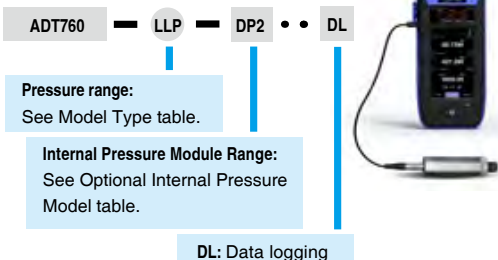 ADT760 — LLP — DP2 • • DL
Pressure range:
See Model Type table.
Internal Pressure Module Range:
See Optional Internal Pressure
Model table.
DL: Data logging